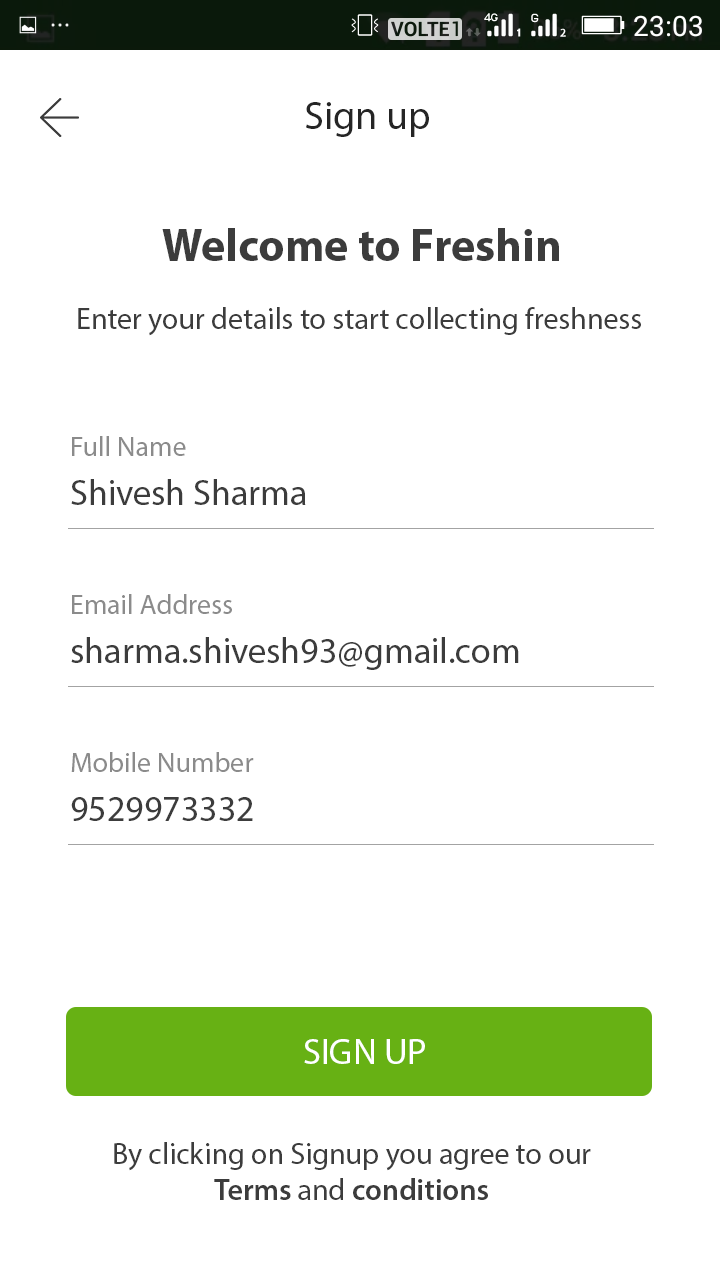 VOLTE1 4G 1 G 2 23:03
Sign up
Welcome to Freshin
Enter your details to start collecting freshness
Full Name
Shivesh Sharma
Email Address
sharma.shivesh93@gmail.com
Mobile Number
9529973332
SIGN UP
By clicking on Signup you agree to our
Terms and conditions